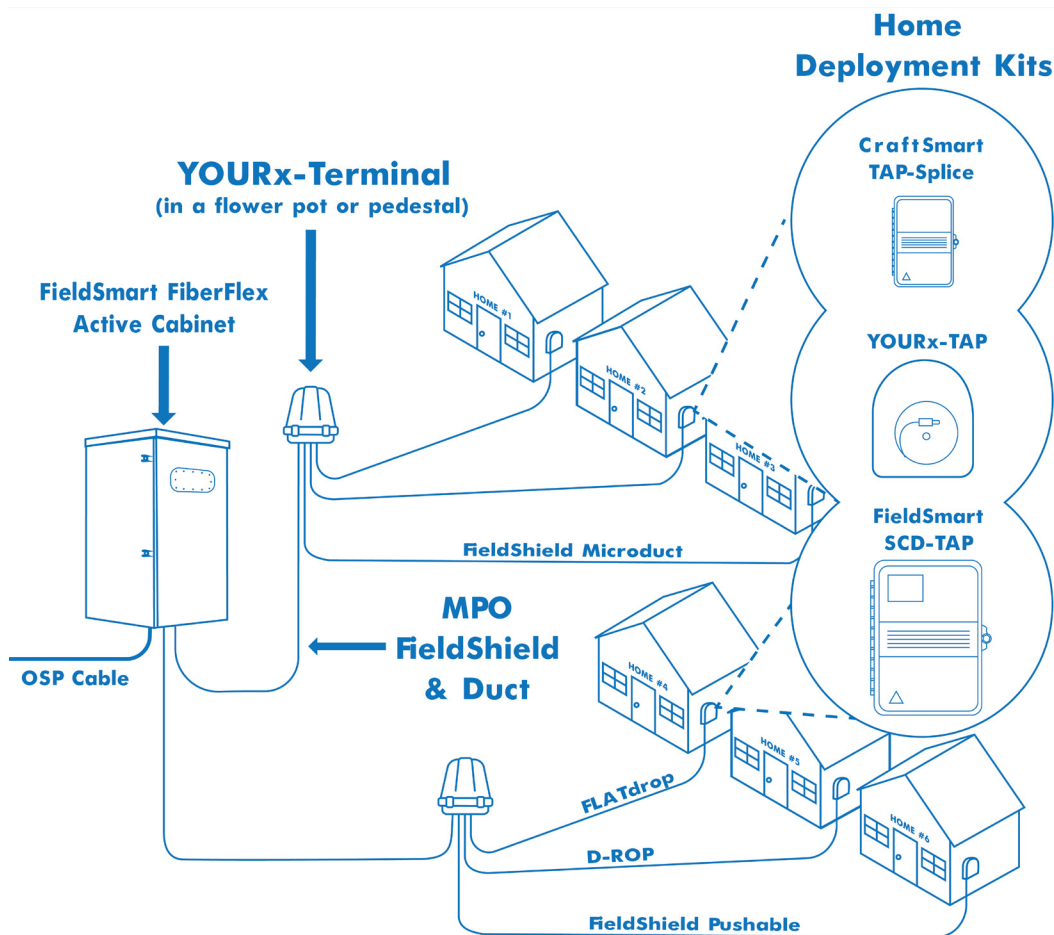 Home
Deployment Kits
CraftSmart
TAP-Splice
YOURx-Terminal
(in a flower pot or pedestal)
FieldSmart FiberFlex
Active Cabinet
HOME #1
HOME #2
YOURx-TAP
HOME #3
FieldSmart
SCD-TAP
FieldShield Microduct
MPO
FieldShield
& Duct
OSP Cable
HOME #4
HOME #5
FLATdrop
HOME #6
D-ROP
FieldShield Pushable